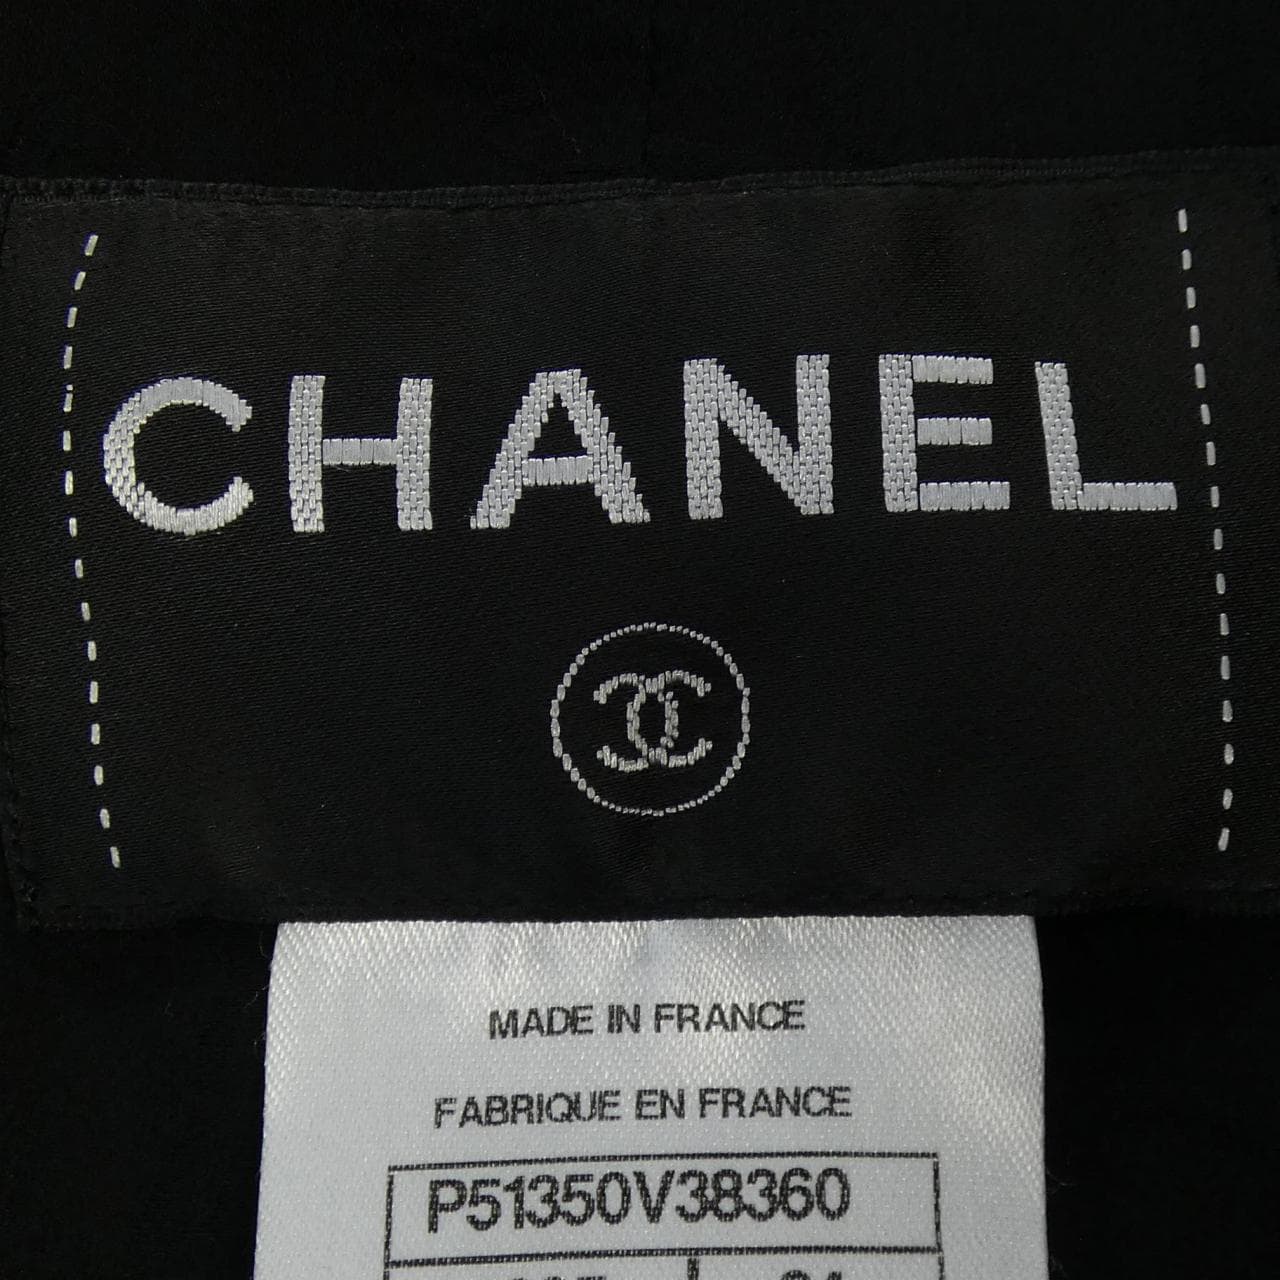 CHANEL
MADE IN FRANCE
FABRIQUE EN FRANCE
P51350V38360